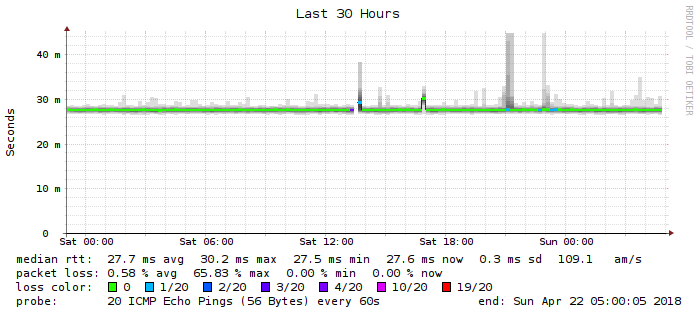 Last 30 Hours
RRDTOOL / TOBI OETIKER
Seconds
40 m
30 m
20 m
10 m
0
Sat 00:00 Sat 06:00 Sat 12:00 Sat 18:00 Sun 00:00
median rtt: 27.7 ms avg 30.2 ms max 27.5 ms min 27.6 ms now 0.3 ms sd 109.1 am/s
packet loss: 0.58 % avg 65.83 % max 0.00 % min 0.00 % now
loss color: 0 1/20 2/20 3/20 4/20 10/20 19/20
probe: 20 ICMP Echo Pings (56 Bytes) every 60s end: Sun Apr 22 05:00:05 2018